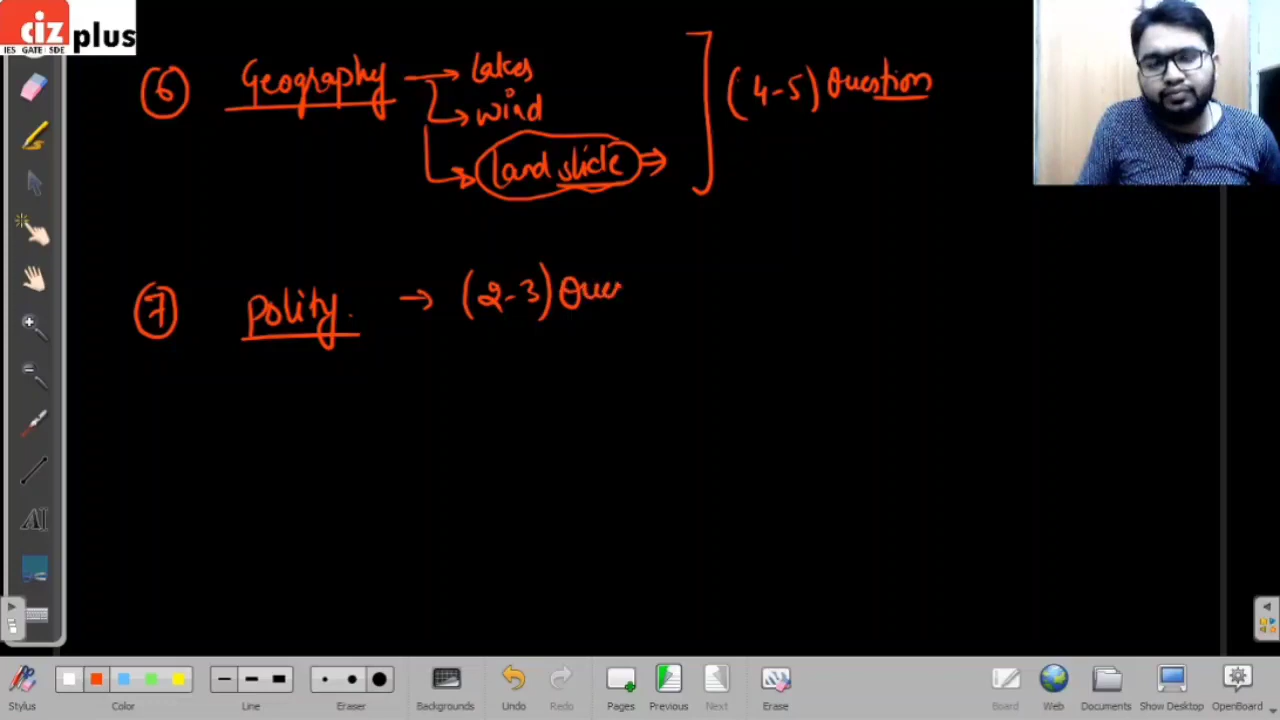 ciz
plus
IES GATE SDE
6 Geography → Lakes
→ wind
→ Land slide ⇒
(4-5) Question
7 Polity. → (2-3) Que
Stylus
Color
Line
Eraser
Backgrounds
Undo
Redo
Pages
Previous
Next
Erase
Board
Web
Documents
Show Desktop
OpenBoard